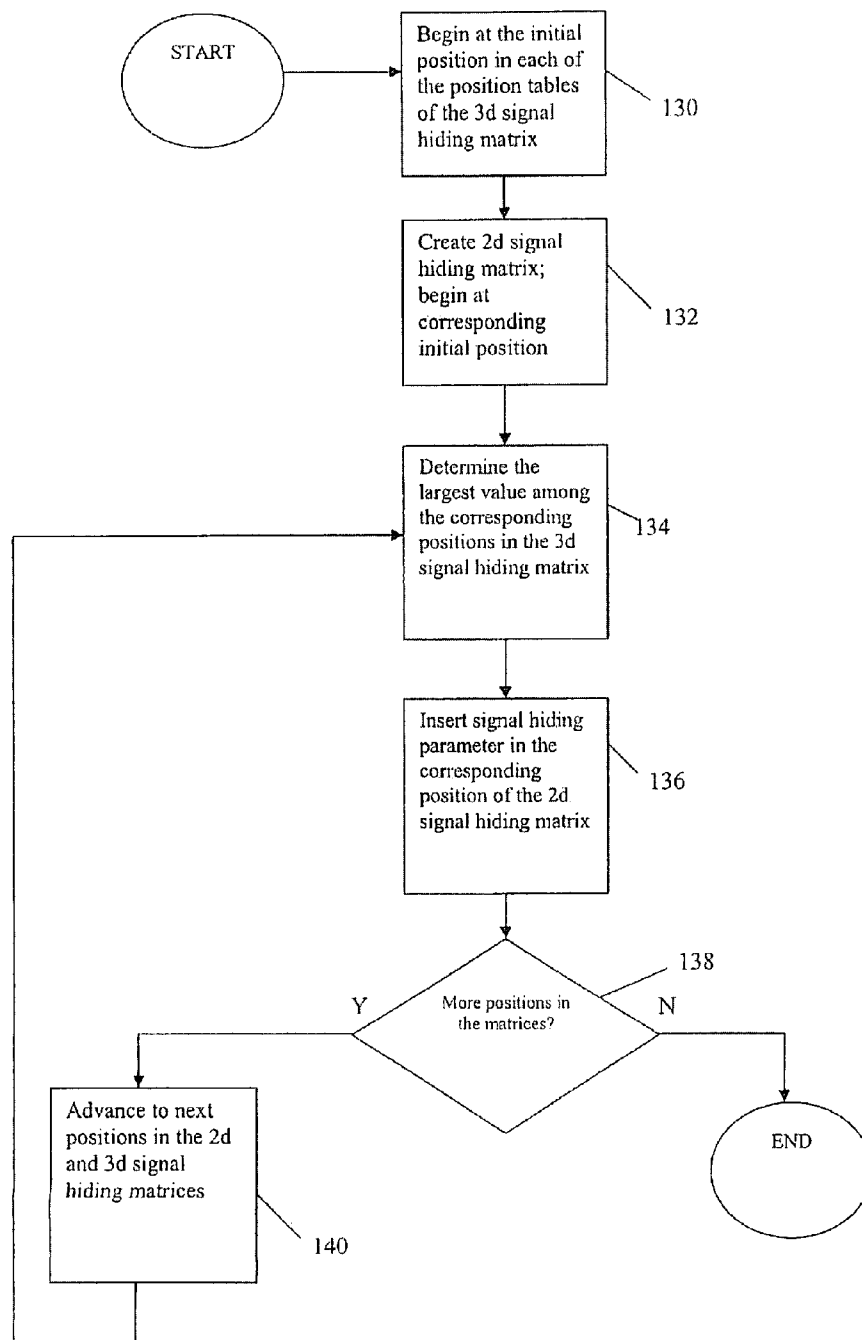 START
Begin at the initial
position in each of
the position tables
of the 3d signal
hiding matrix
130
Create 2d signal
hiding matrix;
begin at
corresponding
initial position
132
Determine the
largest value among
the corresponding
positions in the 3d
signal hiding matrix
134
Insert signal hiding
parameter in the
corresponding
position of the 2d
signal hiding matrix
136
138
Y
More positions in
the matrices?
N
Advance to next
positions in the 2d
and 3d signal
hiding matrices
140
END